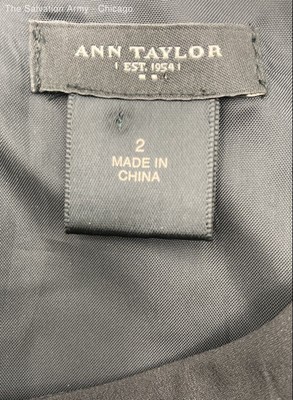 The Salvation Army - Chicago
ANN TAYLOR
EST. 1954
2
MADE IN
CHINA